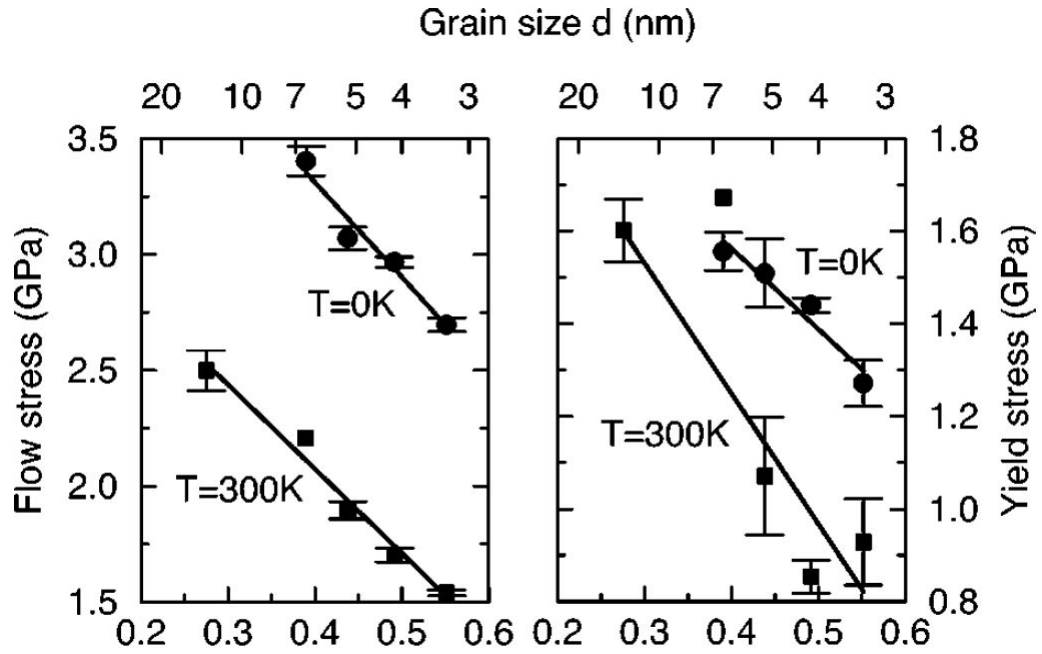 Grain size d (nm)
20 10 7 5 4 3
20 10 7 5 4 3
Flow stress (GPa)
3.5
3.0
2.5
2.0
1.5
T=0K
T=300K
0.2 0.3 0.4 0.5 0.6
T=0K
T=300K
1.8
1.6
1.4
1.2
1.0
0.8
Yield stress (GPa)
0.2 0.3 0.4 0.5 0.6